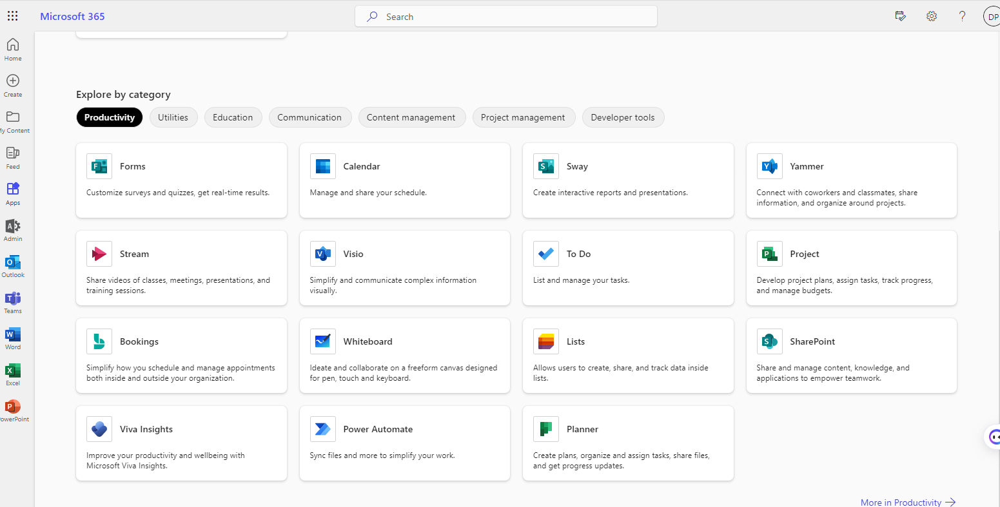 Microsoft 365
Search
DP
Home
Create
My Content
Feed
Apps
Admin
Outlook
Teams
Word
Excel
PowerPoint
Explore by category
Productivity
Utilities
Education
Communication
Content management
Project management
Developer tools
Forms
Customize surveys and quizzes, get real-time results.
Calendar
Manage and share your schedule.
Sway
Create interactive reports and presentations.
Yammer
Connect with coworkers and classmates, share
information, and organize around projects.
Stream
Share videos of classes, meetings, presentations, and
training sessions.
Visio
Simplify and communicate complex information
visually.
To Do
List and manage your tasks.
Project
Develop project plans, assign tasks, track progress,
and manage budgets.
Bookings
Simplify how you schedule and manage appointments
both inside and outside your organization.
Whiteboard
Ideate and collaborate on a freeform canvas designed
for pen, touch and keyboard.
Lists
Allows users to create, share, and track data inside
lists.
SharePoint
Share and manage content, knowledge, and
applications to empower teamwork.
Viva Insights
Improve your productivity and wellbeing with
Microsoft Viva Insights.
Power Automate
Sync files and more to simplify your work.
Planner
Create plans, organize and assign tasks, share files,
and get progress updates.
More in Productivity